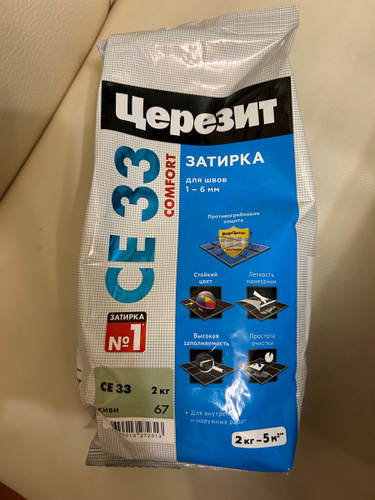 Церезит
CE 33
COMFORT
ЗАТИРКА
для швов
1 – 6 мм
Противогрибковая
защита
Стойкий
цвет
Легкость
нанесения
Высокая
заполняемость
Простота
очистки
ЗАТИРКА
№1
CE 33 2 кг
киви 67
• Для внутренних
и наружных работ
2 кг – 5 м²**